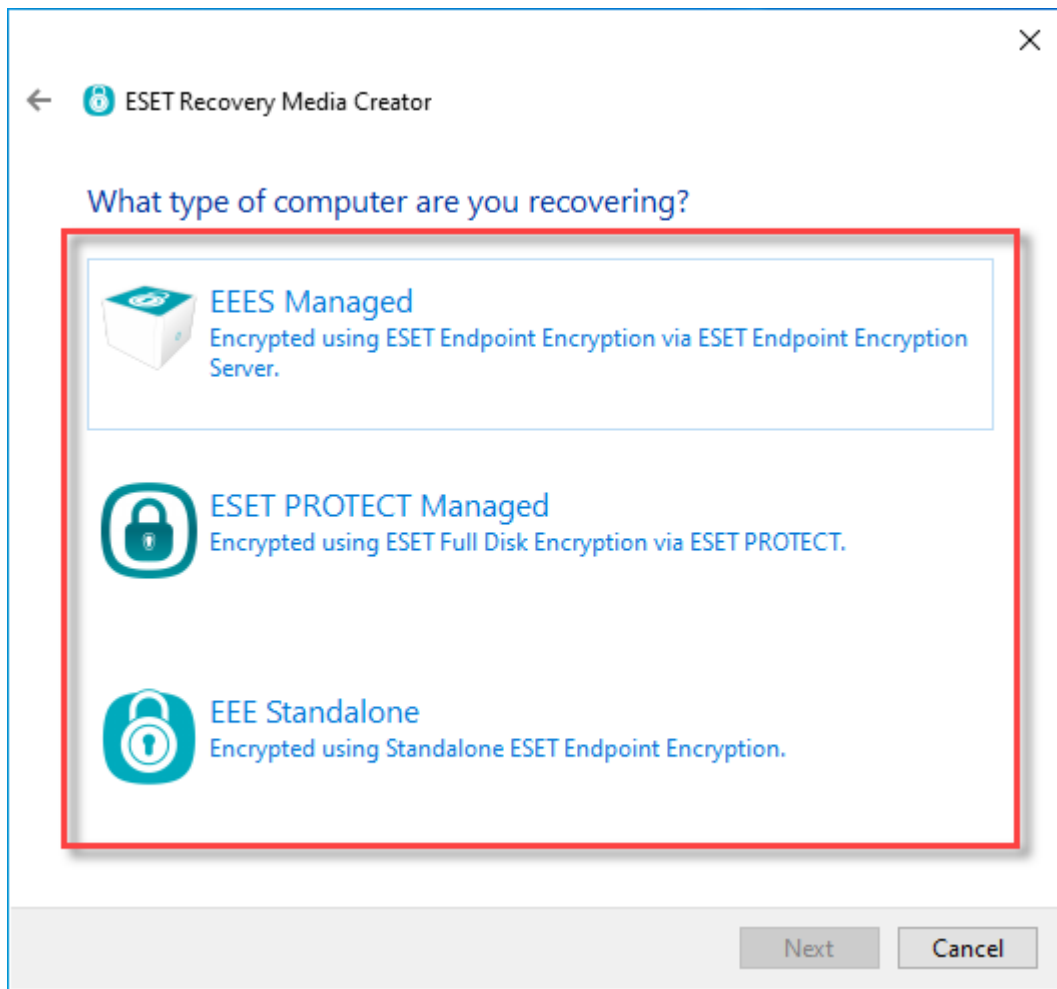 ESET Recovery Media Creator
What type of computer are you recovering?
EEES Managed
Encrypted using ESET Endpoint Encryption via ESET Endpoint Encryption
Server.
ESET PROTECT Managed
Encrypted using ESET Full Disk Encryption via ESET PROTECT.
EEE Standalone
Encrypted using Standalone ESET Endpoint Encryption.
Next
Cancel